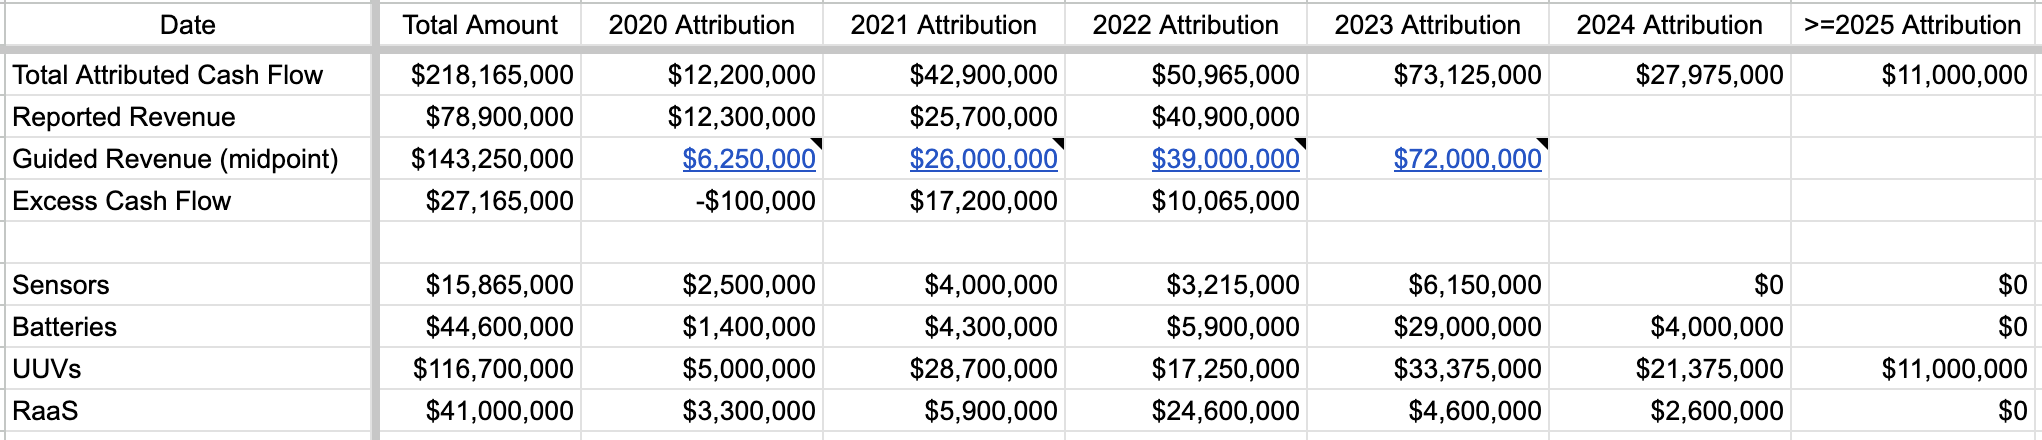 Date Total Amount 2020 Attribution 2021 Attribution 2022 Attribution 2023 Attribution 2024 Attribution >=2025 Attribution
Total Attributed Cash Flow $218,165,000 $12,200,000 $42,900,000 $50,965,000 $73,125,000 $27,975,000 $11,000,000
Reported Revenue $78,900,000 $12,300,000 $25,700,000 $40,900,000
Guided Revenue (midpoint) $143,250,000 $6,250,000 $26,000,000 $39,000,000 $72,000,000
Excess Cash Flow $27,165,000 -$100,000 $17,200,000 $10,065,000
Sensors $15,865,000 $2,500,000 $4,000,000 $3,215,000 $6,150,000 $0 $0
Batteries $44,600,000 $1,400,000 $4,300,000 $5,900,000 $29,000,000 $4,000,000 $0
UUVs $116,700,000 $5,000,000 $28,700,000 $17,250,000 $33,375,000 $21,375,000 $11,000,000
RaaS $41,000,000 $3,300,000 $5,900,000 $24,600,000 $4,600,000 $2,600,000 $0